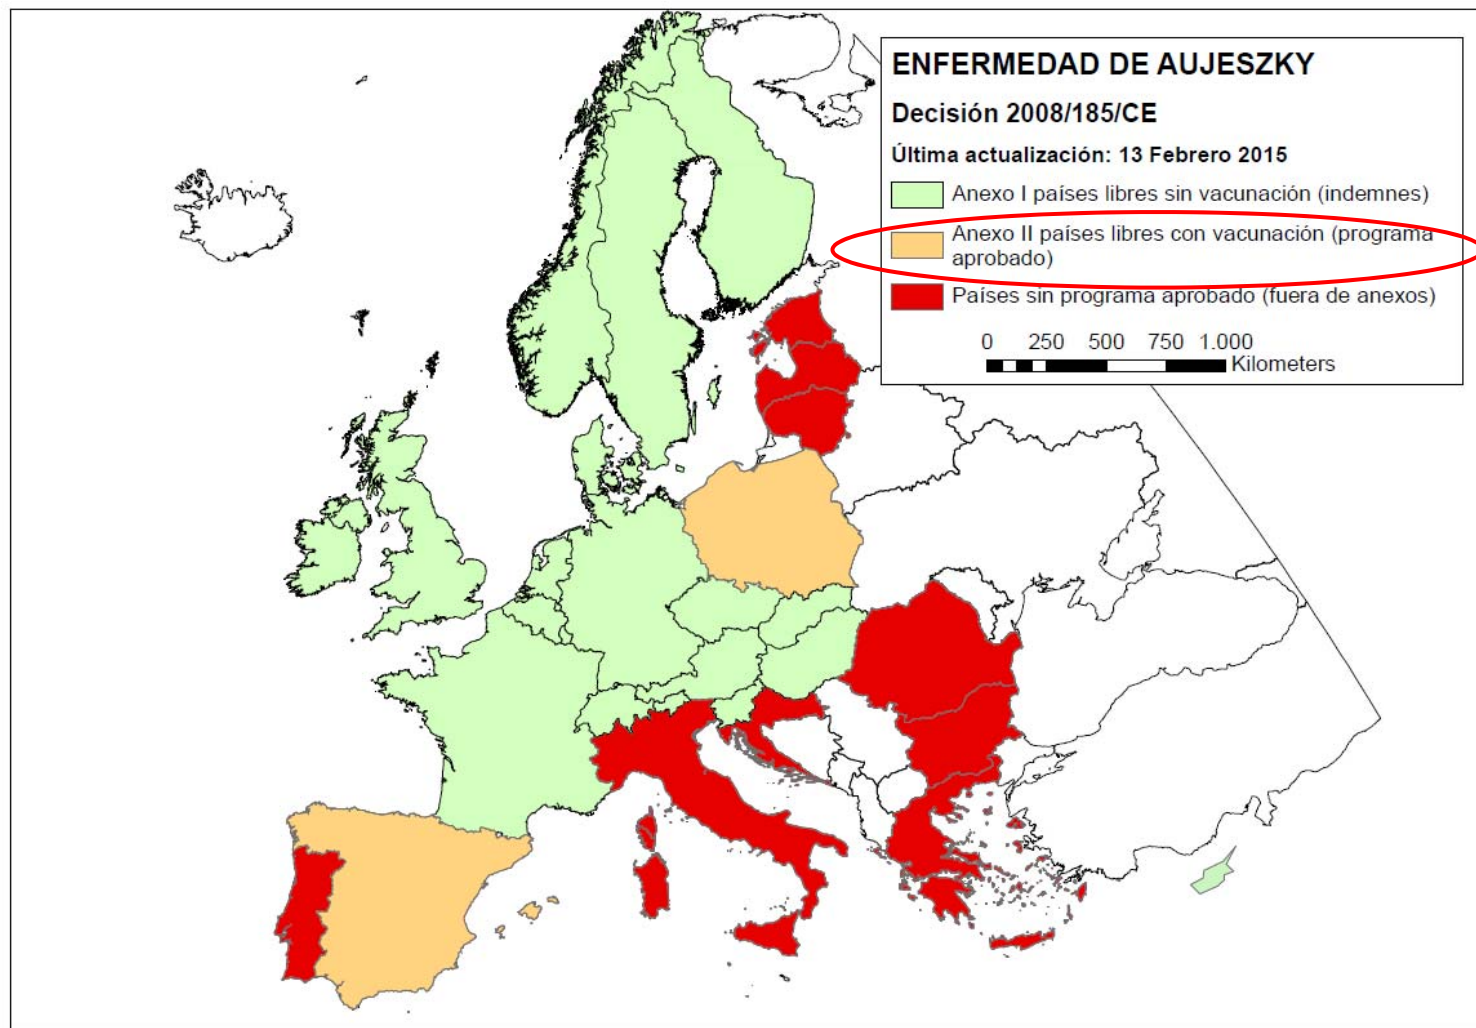 ENFERMEDAD DE AUJESZKY
Decisión 2008/185/CE
Última actualización: 13 Febrero 2015
Anexo I países libres sin vacunación (indemnes)
Anexo II países libres con vacunación (programa
aprobado)
Países sin programa aprobado (fuera de anexos)
0 250 500 750 1.000
Kilometers